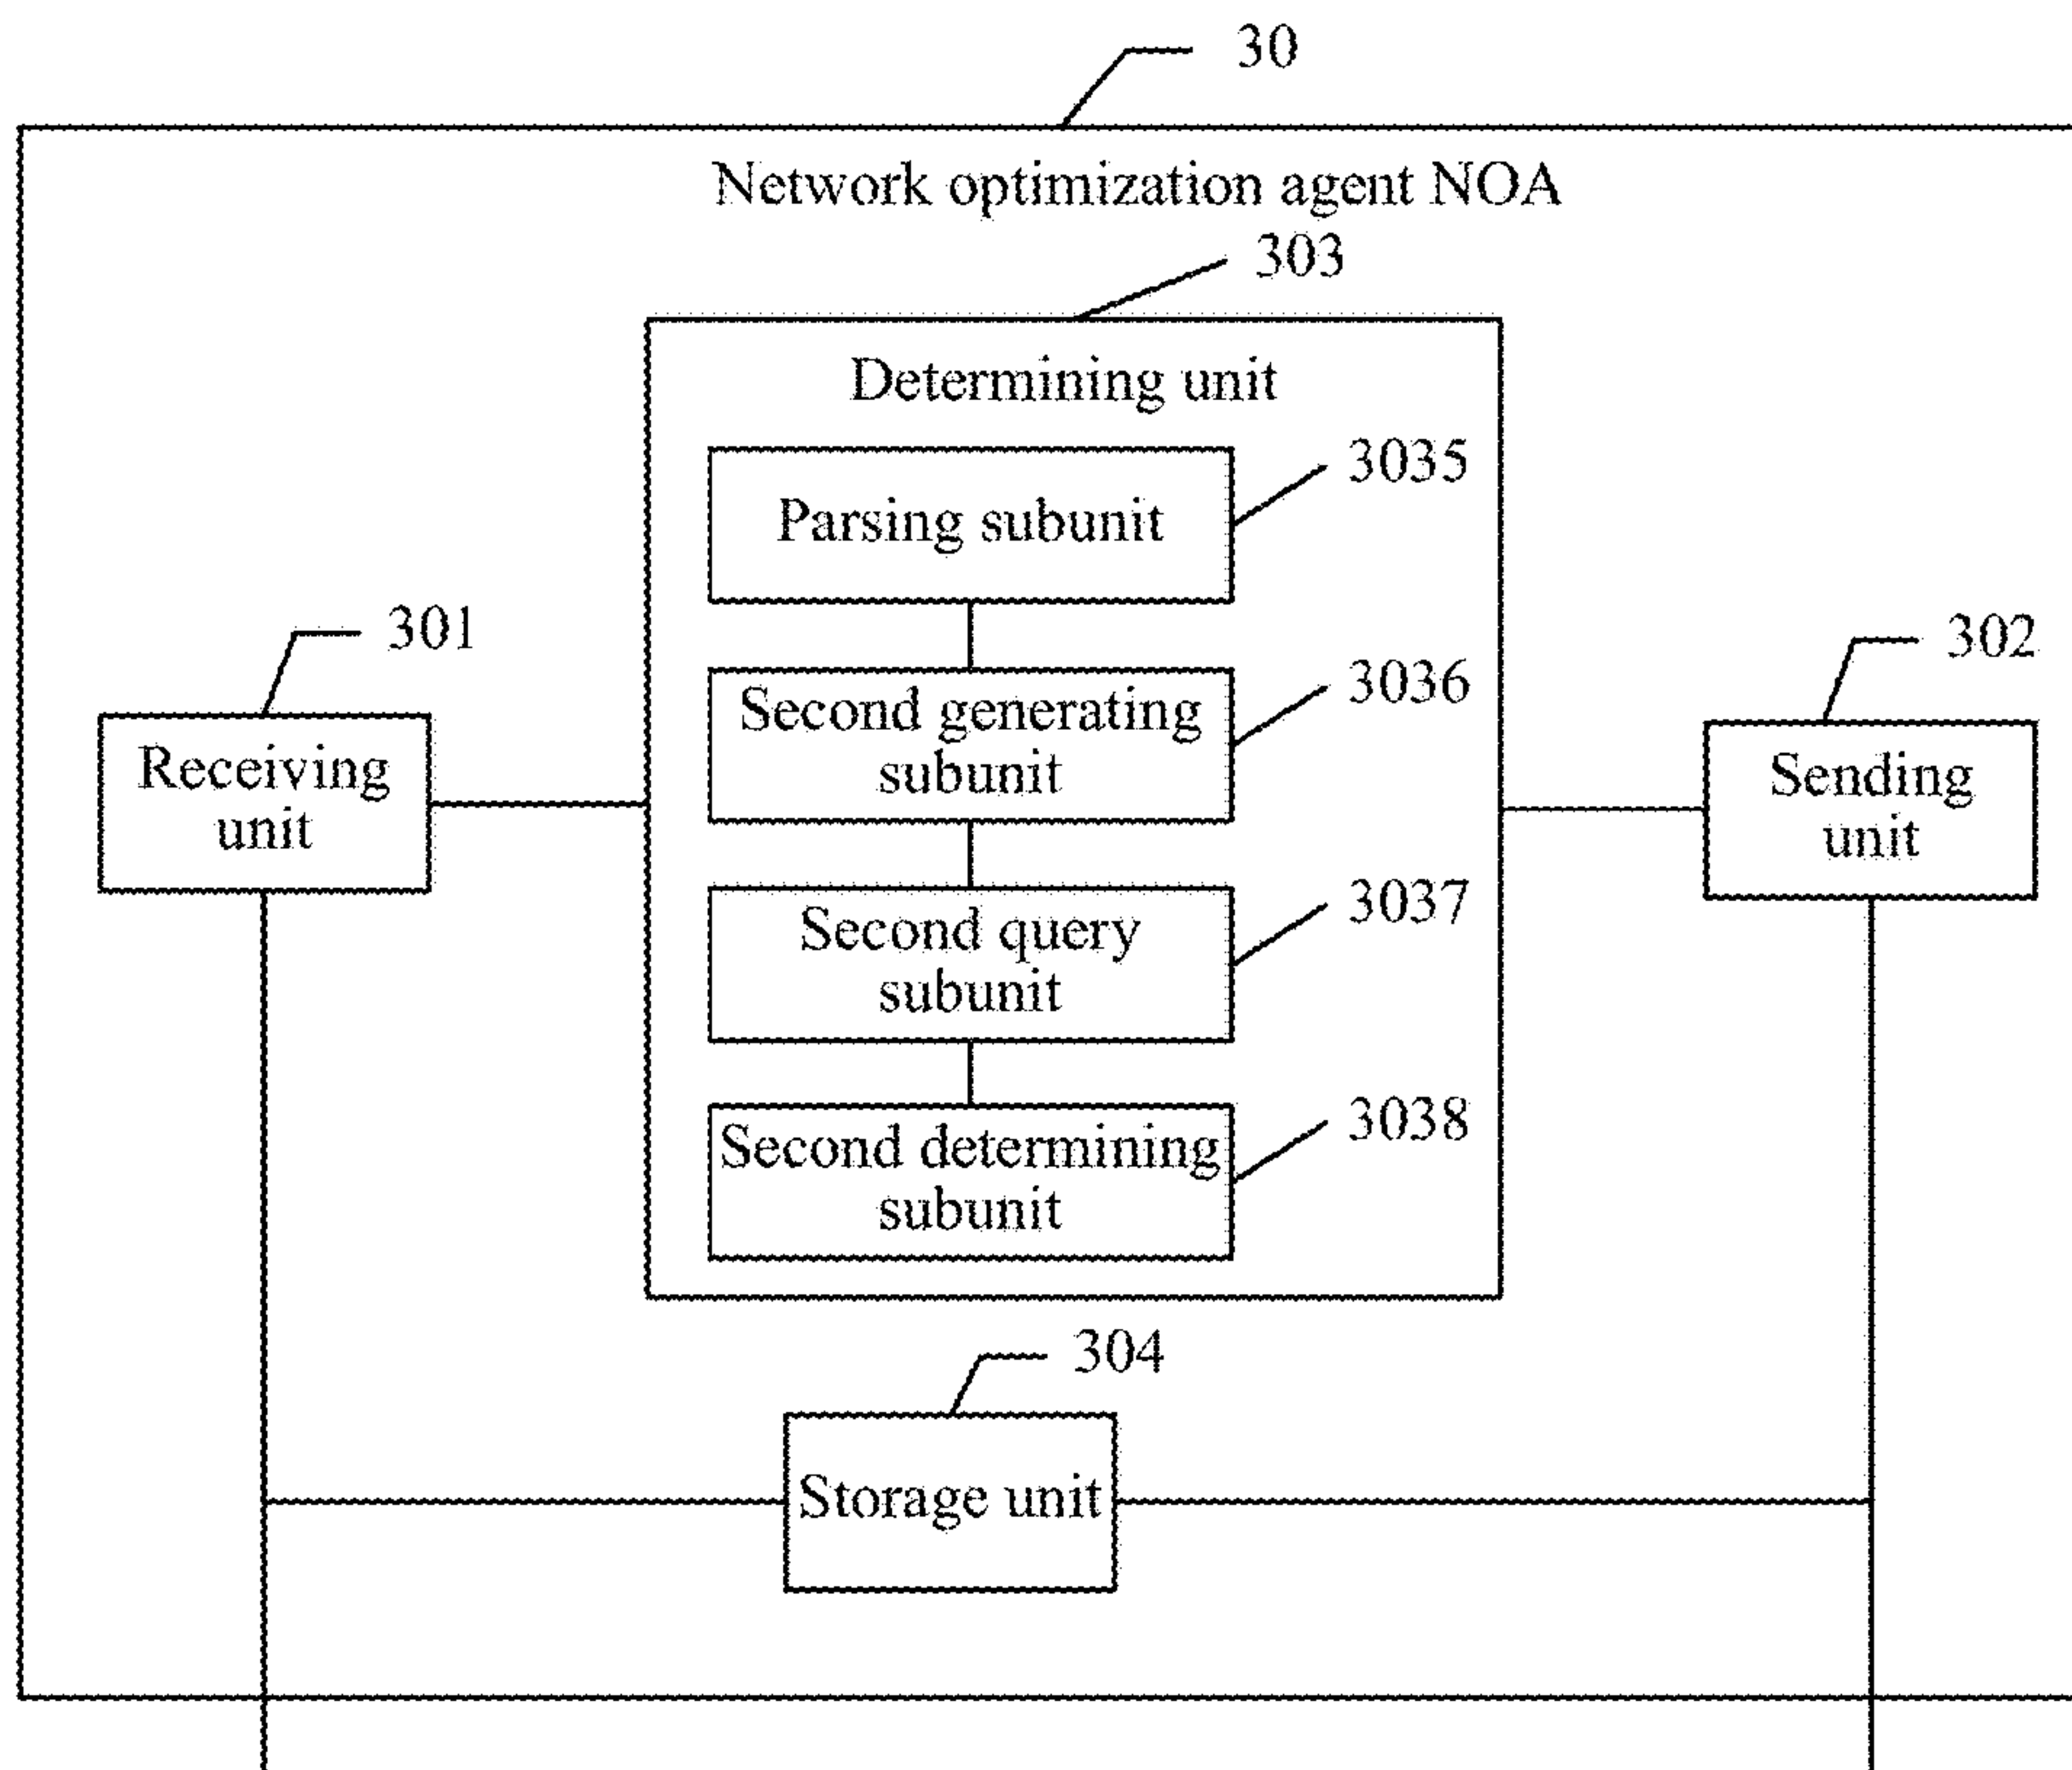 30
Network optimization agent NOA
303
Determining unit
3035
Parsing subunit
301
302
3036
Second generating
subunit
Receiving
unit
Sending
unit
3037
Second query
subunit
3038
Second determining
subunit
304
Storage unit